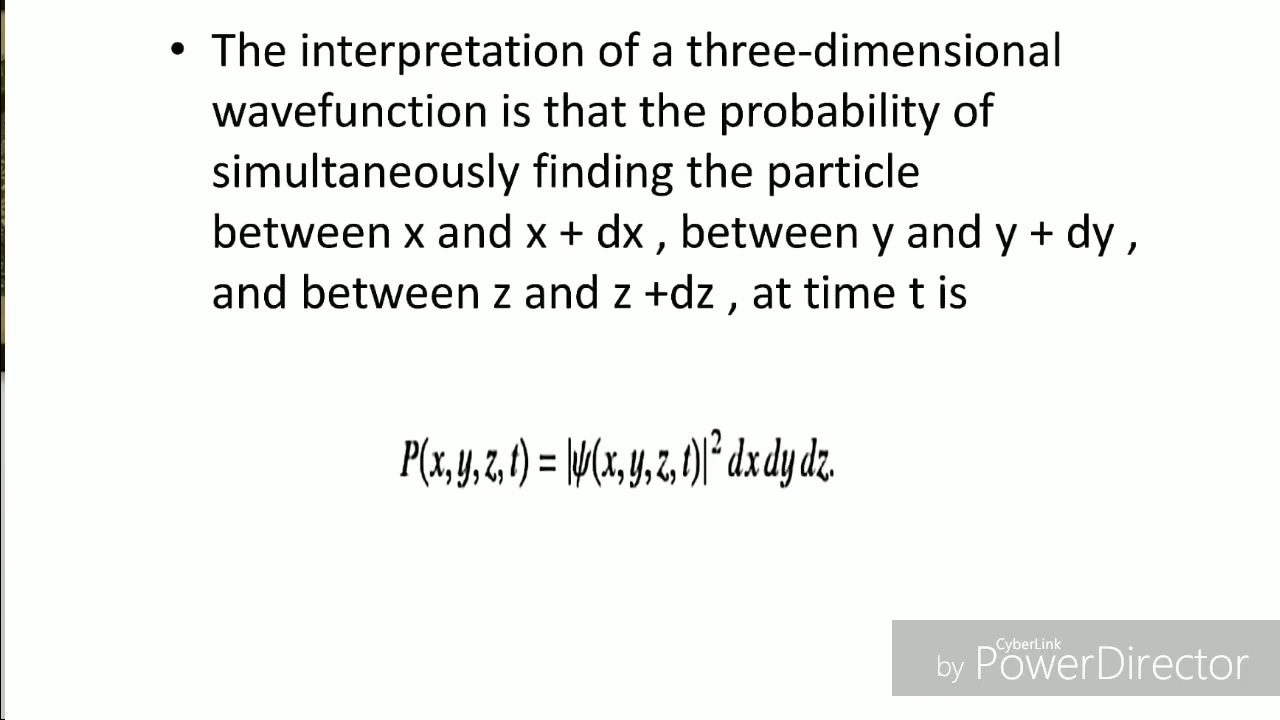 • The interpretation of a three-dimensional
wavefunction is that the probability of
simultaneously finding the particle
between x and x + dx , between y and y + dy ,
and between z and z +dz , at time t is
P(x, y, z, t) = |ψ(x, y, z, t)|² dx dy dz.
CyberLink
by PowerDirector